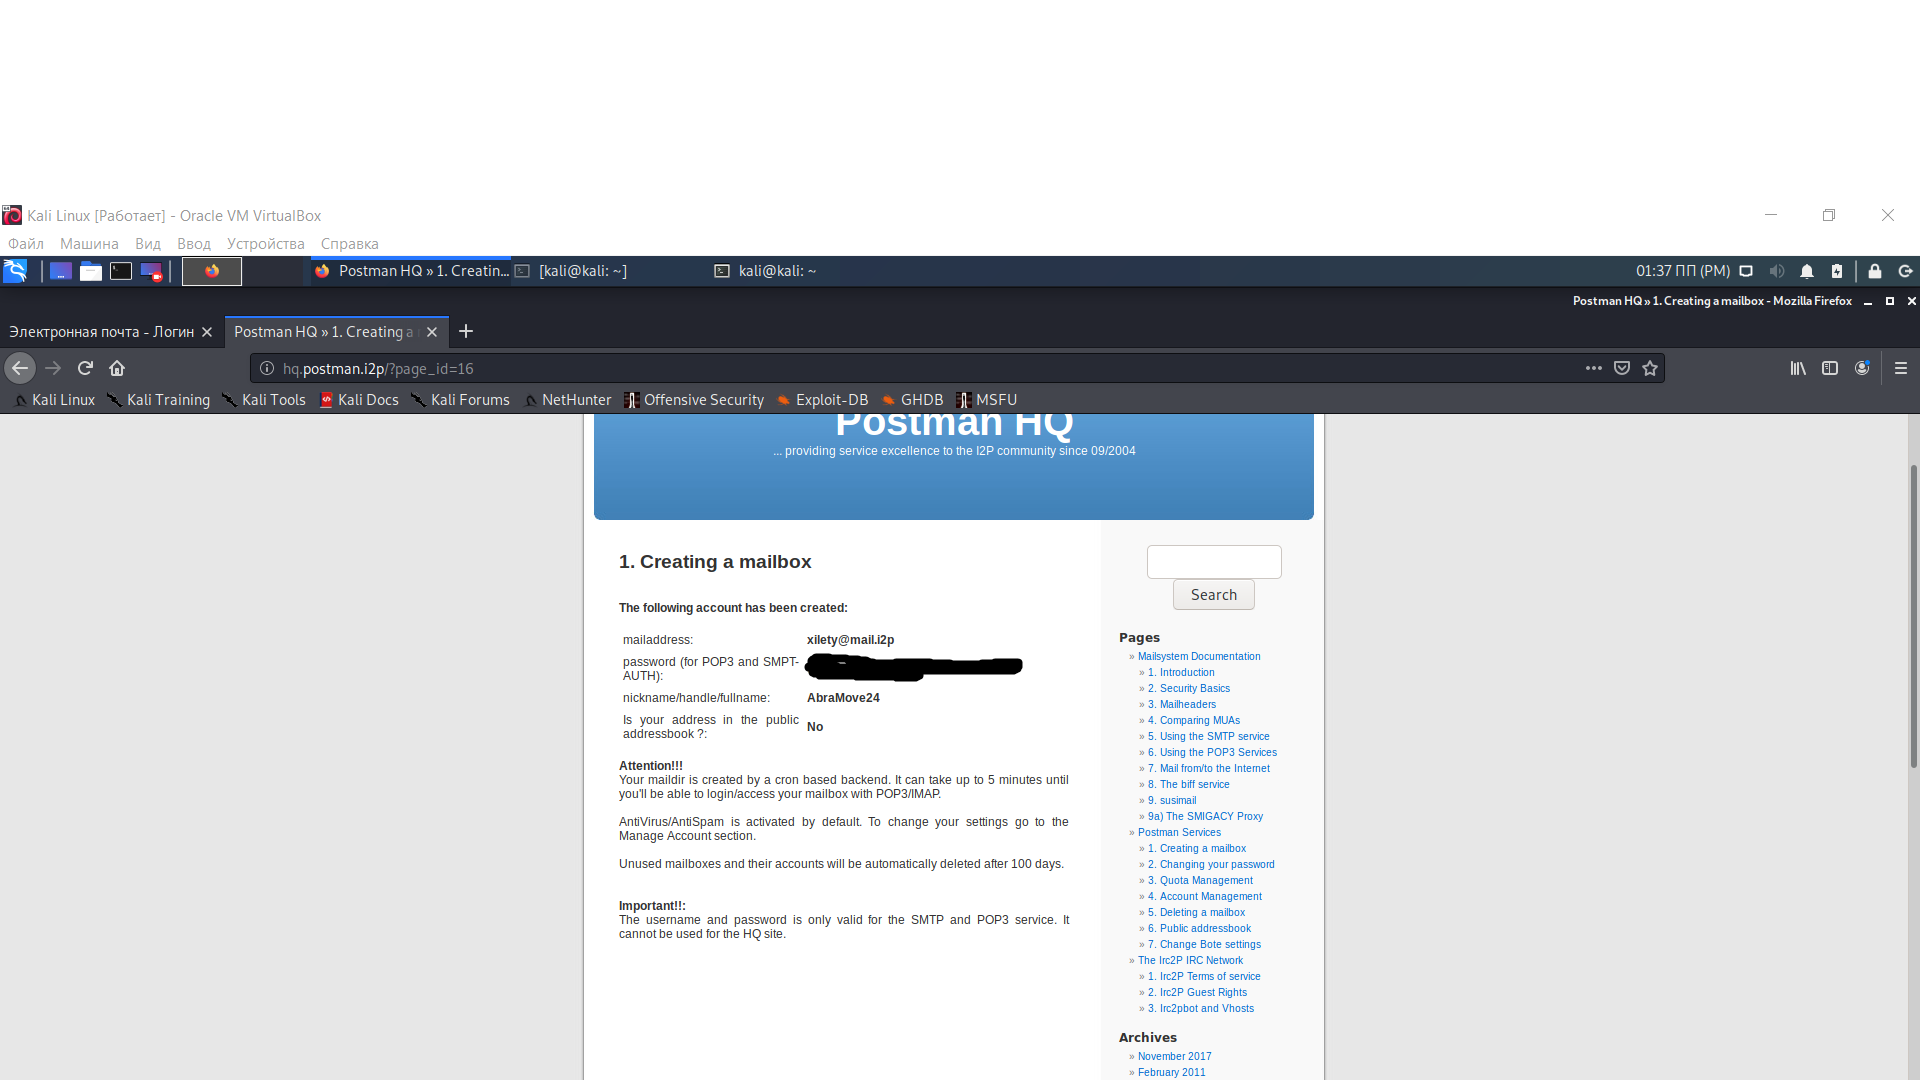 Kali Linux [Работает] - Oracle VM VirtualBox
Файл Машина Вид Ввод Устройства Справка
Postman HQ » 1. Creatin... [kali@kali: ~] kali@kali: ~ 01:37 ПП (PM)
Postman HQ » 1. Creating a mailbox - Mozilla Firefox
Электронная почта - Логин Postman HQ » 1. Creating a
hq.postman.i2p/?page_id=16
Kali Linux Kali Training Kali Tools Kali Docs Kali Forums NetHunter Offensive Security Exploit-DB GHDB MSFU
Postman HQ
... providing service excellence to the I2P community since 09/2004
1. Creating a mailbox
The following account has been created:
mailaddress: xilety@mail.i2p
password (for POP3 and SMPT-
AUTH):
nickname/handle/fullname: AbraMove24
Is your address in the public
addressbook ?: No
Attention!!!
Your maildir is created by a cron based backend. It can take up to 5 minutes until
you'll be able to login/access your mailbox with POP3/IMAP.
AntiVirus/AntiSpam is activated by default. To change your settings go to the
Manage Account section.
Unused mailboxes and their accounts will be automatically deleted after 100 days.
Important!!:
The username and password is only valid for the SMTP and POP3 service. It
cannot be used for the HQ site.
Search
Pages
» Mailsystem Documentation
» 1. Introduction
» 2. Security Basics
» 3. Mailheaders
» 4. Comparing MUAs
» 5. Using the SMTP service
» 6. Using the POP3 Services
» 7. Mail from/to the Internet
» 8. The biff service
» 9. susimail
» 9a) The SMIGACY Proxy
» Postman Services
» 1. Creating a mailbox
» 2. Changing your password
» 3. Quota Management
» 4. Account Management
» 5. Deleting a mailbox
» 6. Public addressbook
» 7. Change Bote settings
» The Irc2P IRC Network
» 1. Irc2P Terms of service
» 2. Irc2P Guest Rights
» 3. Irc2pbot and Vhosts
Archives
» November 2017
» February 2011